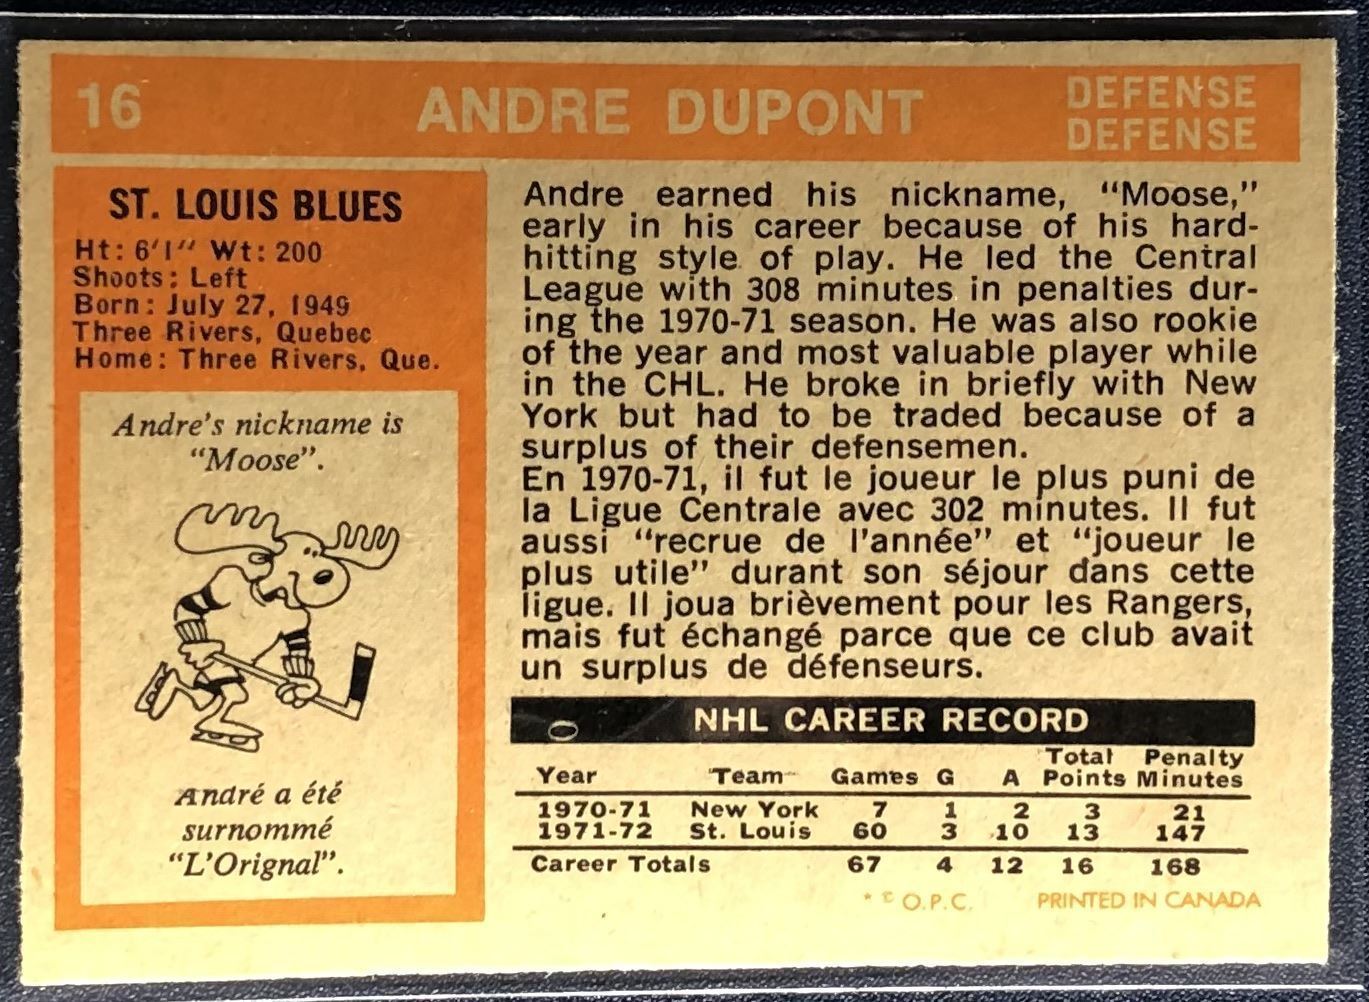 16 ANDRE DUPONT DEFENSE
DEFENSE
ST. LOUIS BLUES
Ht: 6'1" Wt: 200
Shoots: Left
Born: July 27, 1949
Three Rivers, Quebec
Home: Three Rivers, Que.
Andre's nickname is
"Moose".
André a été
surnommé
"L'Orignal".
Andre earned his nickname, "Moose,"
early in his career because of his hard-
hitting style of play. He led the Central
League with 308 minutes in penalties dur-
ing the 1970-71 season. He was also rookie
of the year and most valuable player while
in the CHL. He broke in briefly with New
York but had to be traded because of a
surplus of their defensemen.
En 1970-71, il fut le joueur le plus puni de
la Ligue Centrale avec 302 minutes. Il fut
aussi "recrue de l'année" et "joueur le
plus utile" durant son séjour dans cette
ligue. Il joua brièvement pour les Rangers,
mais fut échangé parce que ce club avait
un surplus de défenseurs.
NHL CAREER RECORD
Total Penalty
Year Team Games G A Points Minutes
1970-71 New York 7 1 2 3 21
1971-72 St. Louis 60 3 10 13 147
Career Totals 67 4 12 16 168
* © O.P.C. PRINTED IN CANADA